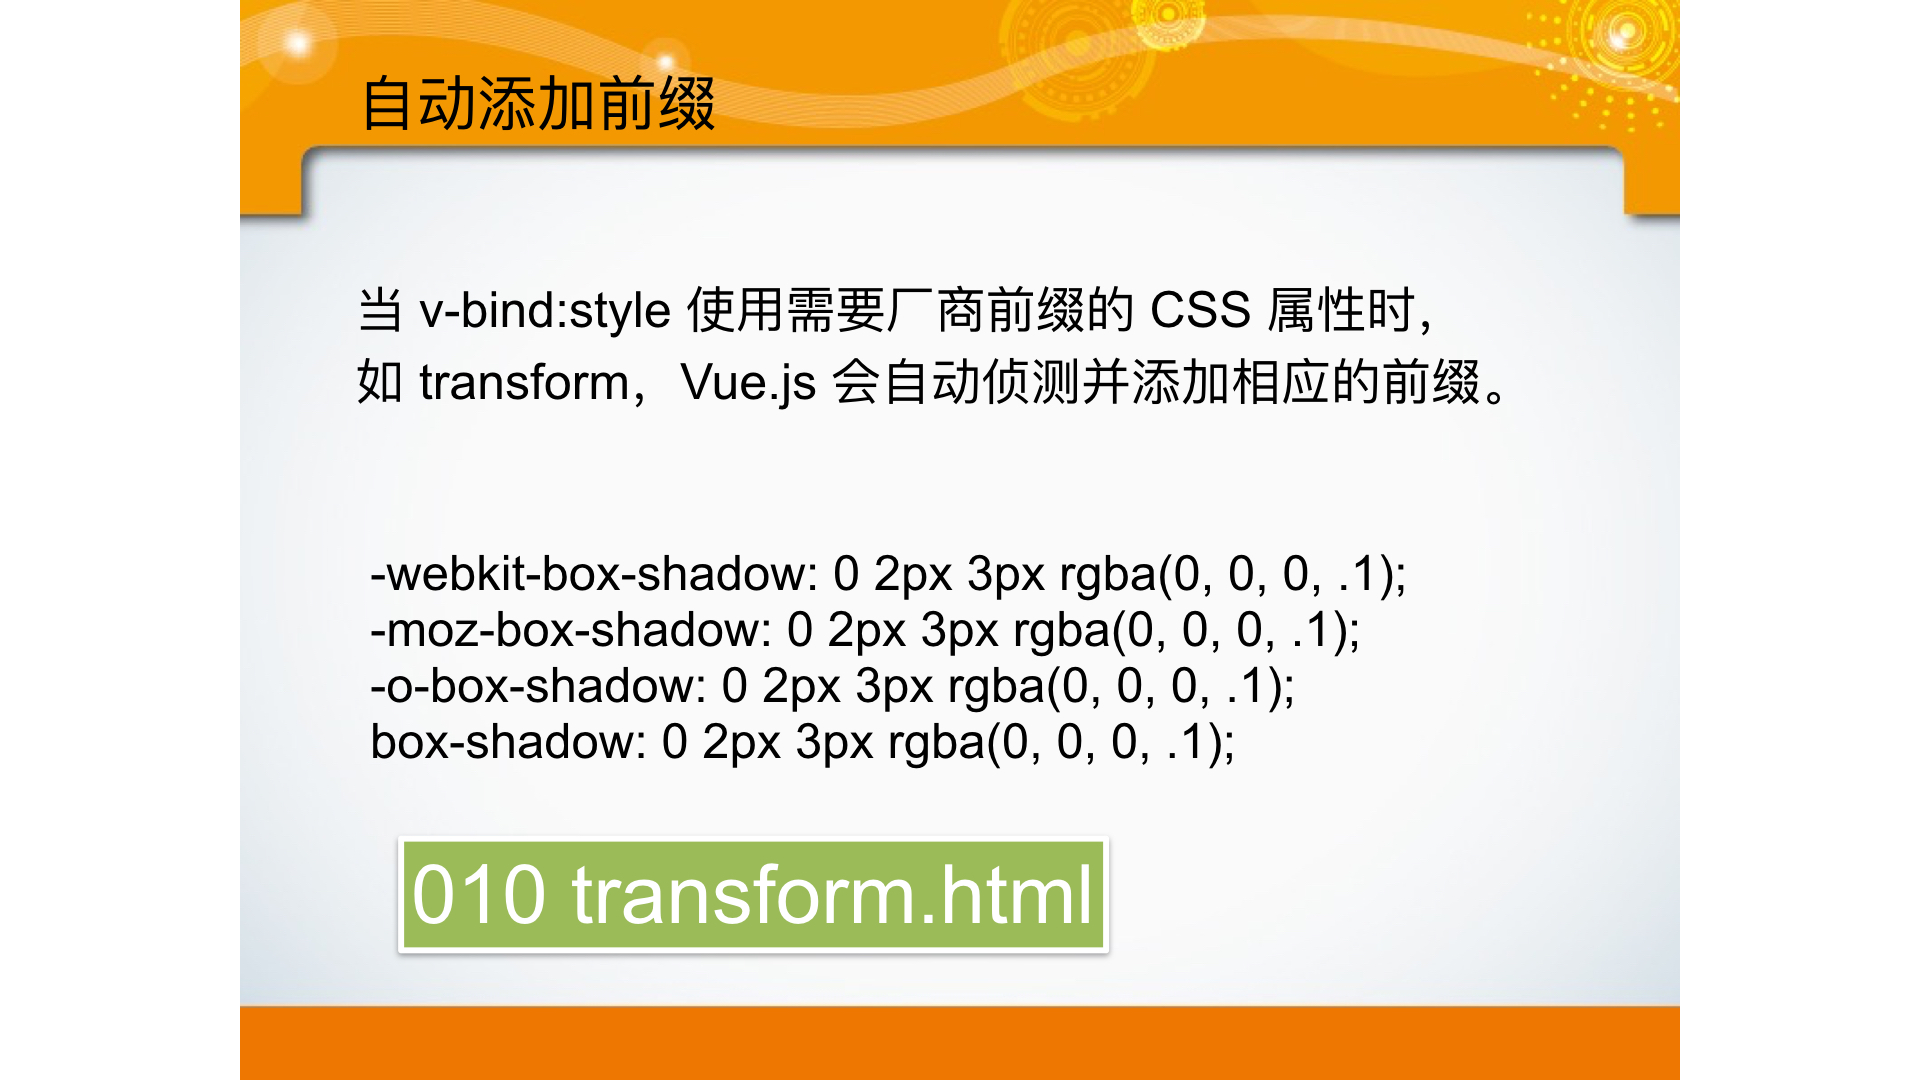 自动添加前缀
当 v-bind:style 使用需要厂商前缀的 CSS 属性时，
如 transform，Vue.js 会自动侦测并添加相应的前缀。
-webkit-box-shadow: 0 2px 3px rgba(0, 0, 0, .1);
-moz-box-shadow: 0 2px 3px rgba(0, 0, 0, .1);
-o-box-shadow: 0 2px 3px rgba(0, 0, 0, .1);
box-shadow: 0 2px 3px rgba(0, 0, 0, .1);
010 transform.html